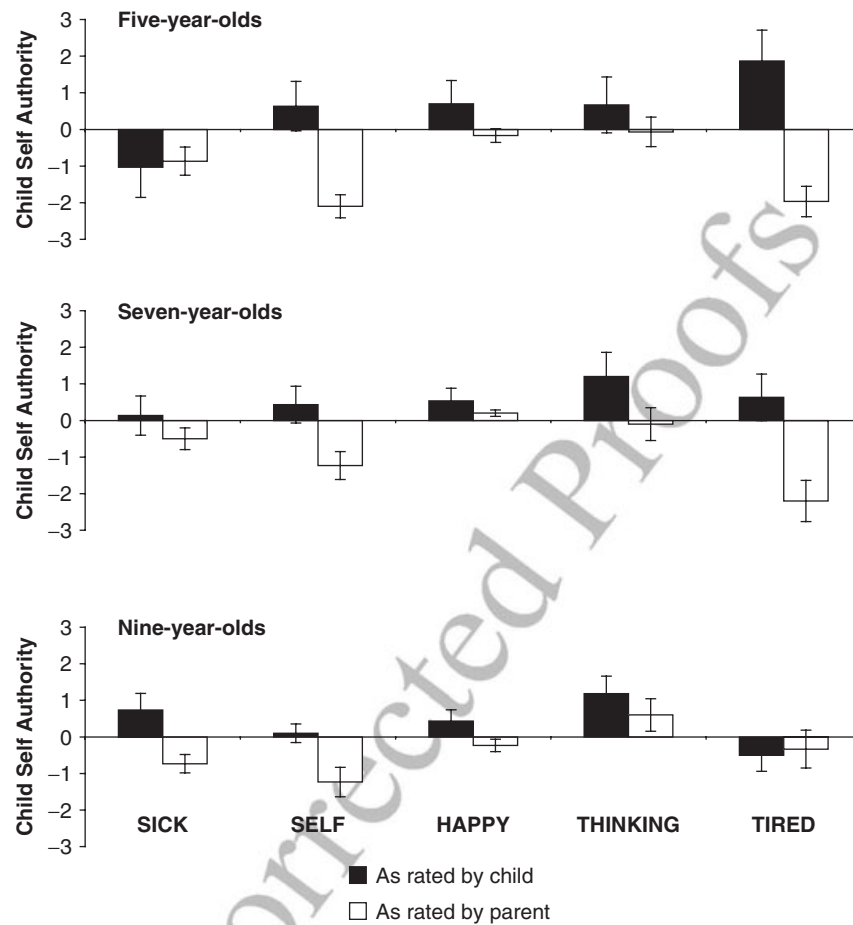 Five-year-olds
Child Self Authority
3
2
1
0
−1
−2
−3
Seven-year-olds
Child Self Authority
3
2
1
0
−1
−2
−3
Nine-year-olds
Child Self Authority
3
2
1
0
−1
−2
−3
SICK SELF HAPPY THINKING TIRED
As rated by child
As rated by parent
orrected Proofs